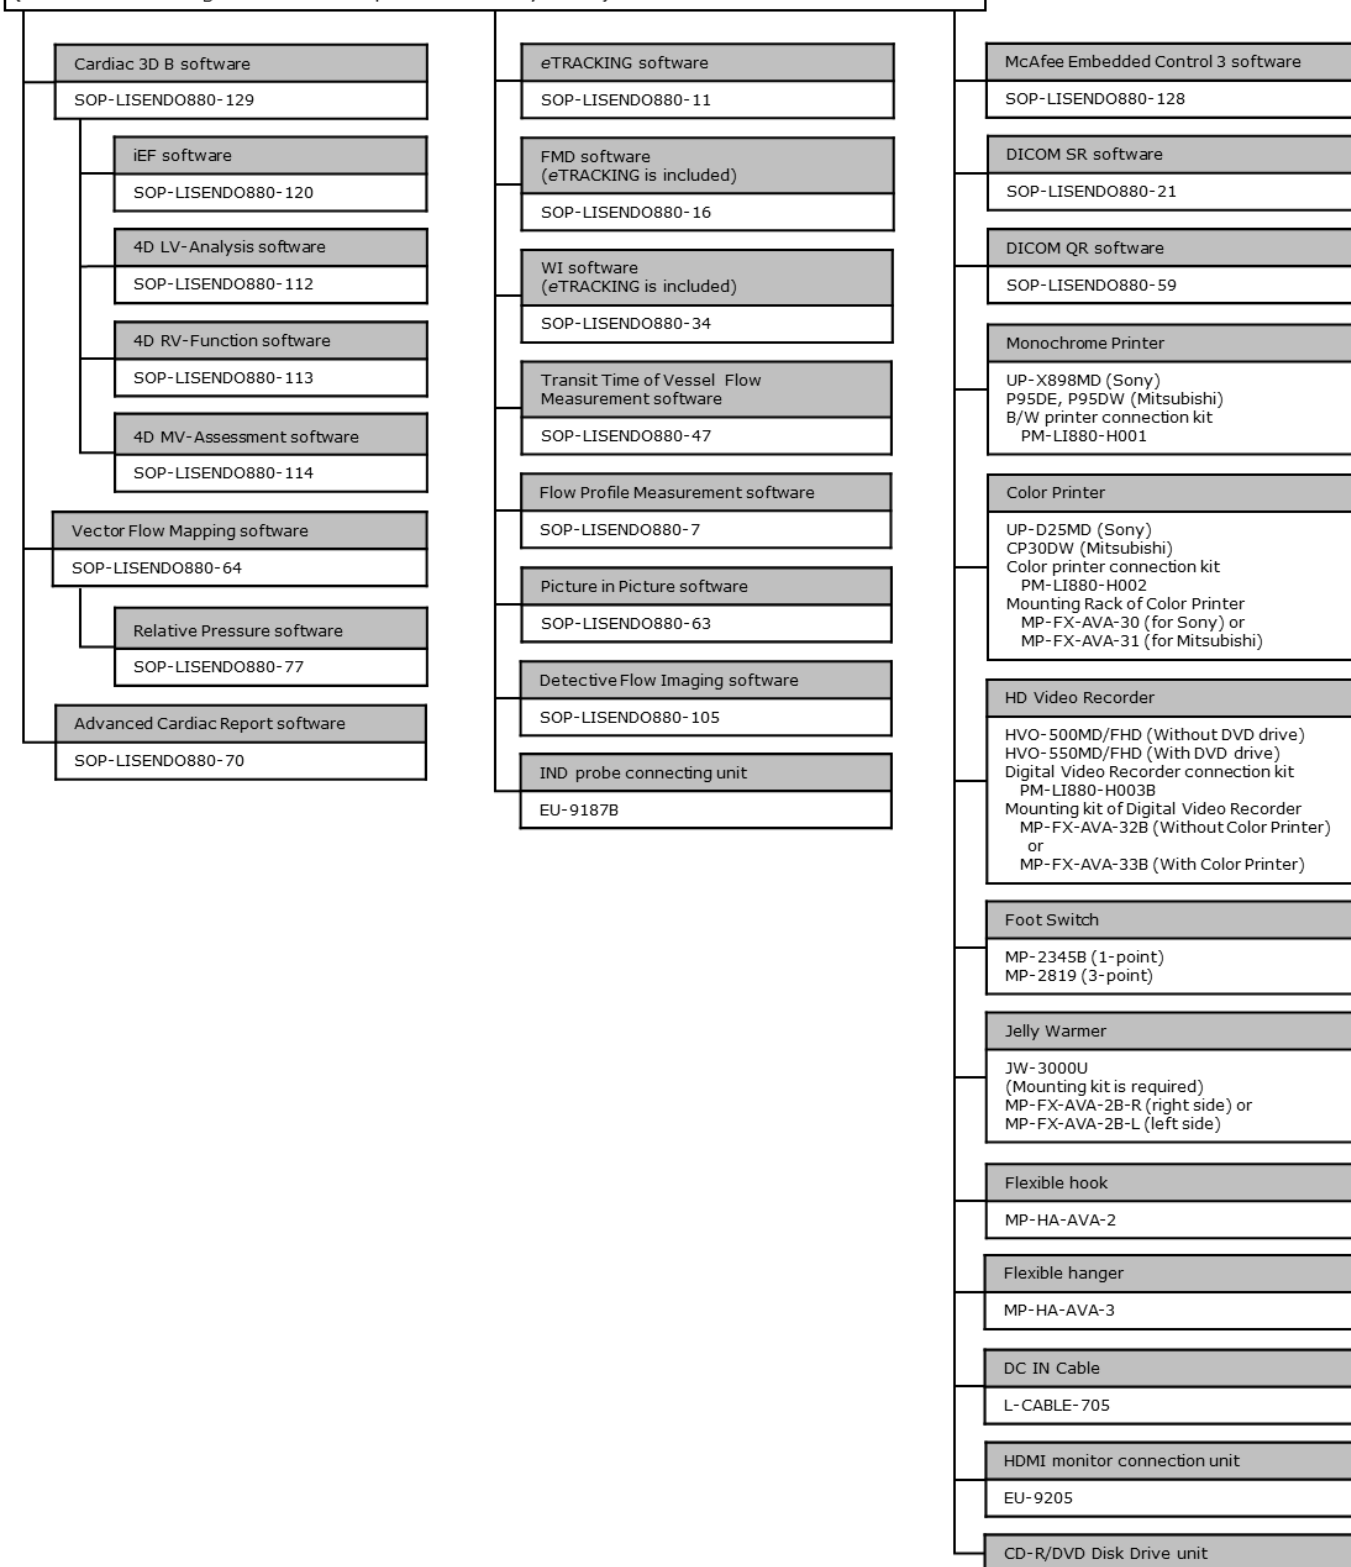 Cardiac 3D B software
SOP-LISENDO880-129
iEF software
SOP-LISENDO880-120
4D LV-Analysis software
SOP-LISENDO880-112
4D RV-Function software
SOP-LISENDO880-113
4D MV-Assessment software
SOP-LISENDO880-114
Vector Flow Mapping software
SOP-LISENDO880-64
Relative Pressure software
SOP-LISENDO880-77
Advanced Cardiac Report software
SOP-LISENDO880-70
eTRACKING software
SOP-LISENDO880-11
FMD software
(eTRACKING is included)
SOP-LISENDO880-16
WI software
(eTRACKING is included)
SOP-LISENDO880-34
Transit Time of Vessel Flow
Measurement software
SOP-LISENDO880-47
Flow Profile Measurement software
SOP-LISENDO880-7
Picture in Picture software
SOP-LISENDO880-63
Detective Flow Imaging software
SOP-LISENDO880-105
IND probe connecting unit
EU-9187B
McAfee Embedded Control 3 software
SOP-LISENDO880-128
DICOM SR software
SOP-LISENDO880-21
DICOM QR software
SOP-LISENDO880-59
Monochrome Printer
UP-X898MD (Sony)
P95DE, P95DW (Mitsubishi)
B/W printer connection kit
PM-LI880-H001
Color Printer
UP-D25MD (Sony)
CP30DW (Mitsubishi)
Color printer connection kit
PM-LI880-H002
Mounting Rack of Color Printer
MP-FX-AVA-30 (for Sony) or
MP-FX-AVA-31 (for Mitsubishi)
HD Video Recorder
HVO-500MD/FHD (Without DVD drive)
HVO-550MD/FHD (With DVD drive)
Digital Video Recorder connection kit
PM-LI880-H003B
Mounting kit of Digital Video Recorder
MP-FX-AVA-32B (Without Color Printer)
or
MP-FX-AVA-33B (With Color Printer)
Foot Switch
MP-2345B (1-point)
MP-2819 (3-point)
Jelly Warmer
JW-3000U
(Mounting kit is required)
MP-FX-AVA-2B-R (right side) or
MP-FX-AVA-2B-L (left side)
Flexible hook
MP-HA-AVA-2
Flexible hanger
MP-HA-AVA-3
DC IN Cable
L-CABLE-705
HDMI monitor connection unit
EU-9205
CD-R/DVD Disk Drive unit